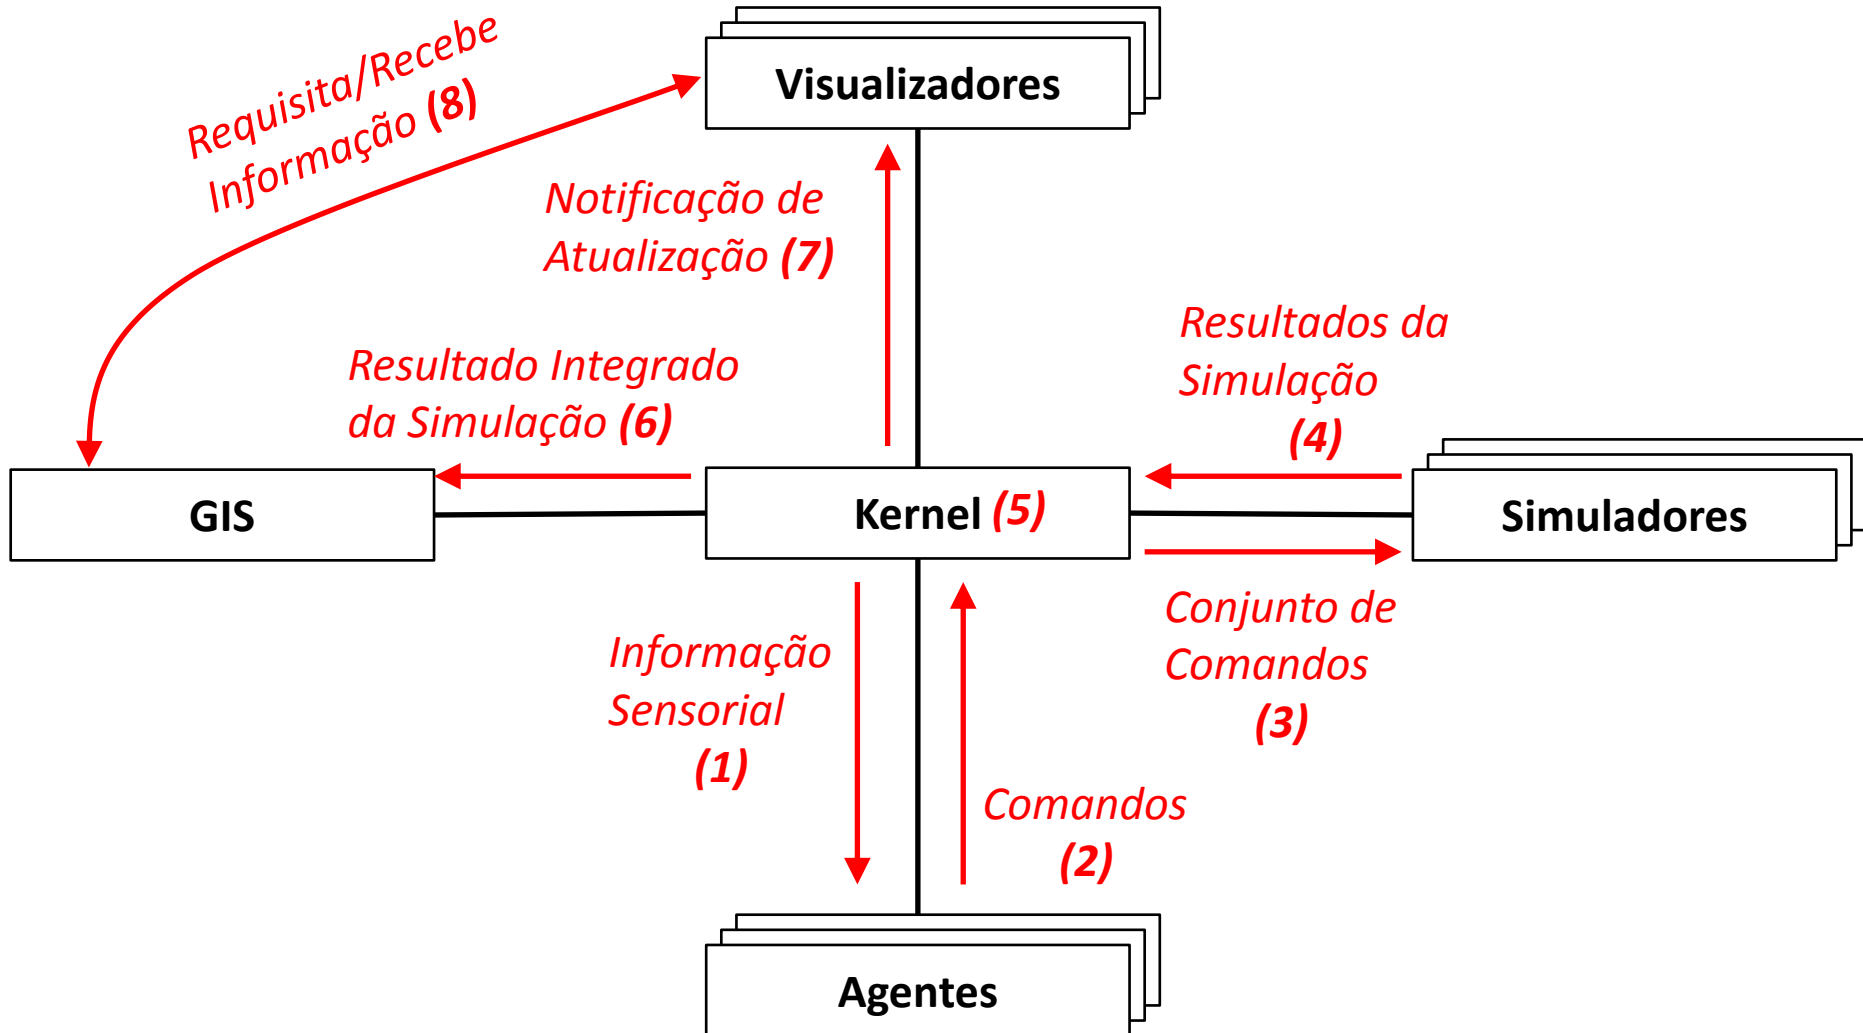 Visualizadores
Requisita/Recebe
Informação (8)
Notificação de
Atualização (7)
Resultado Integrado
da Simulação (6)
Resultados da
Simulação
(4)
GIS
Kernel (5)
Simuladores
Informação
Sensorial
(1)
Conjunto de
Comandos
(3)
Comandos
(2)
Agentes